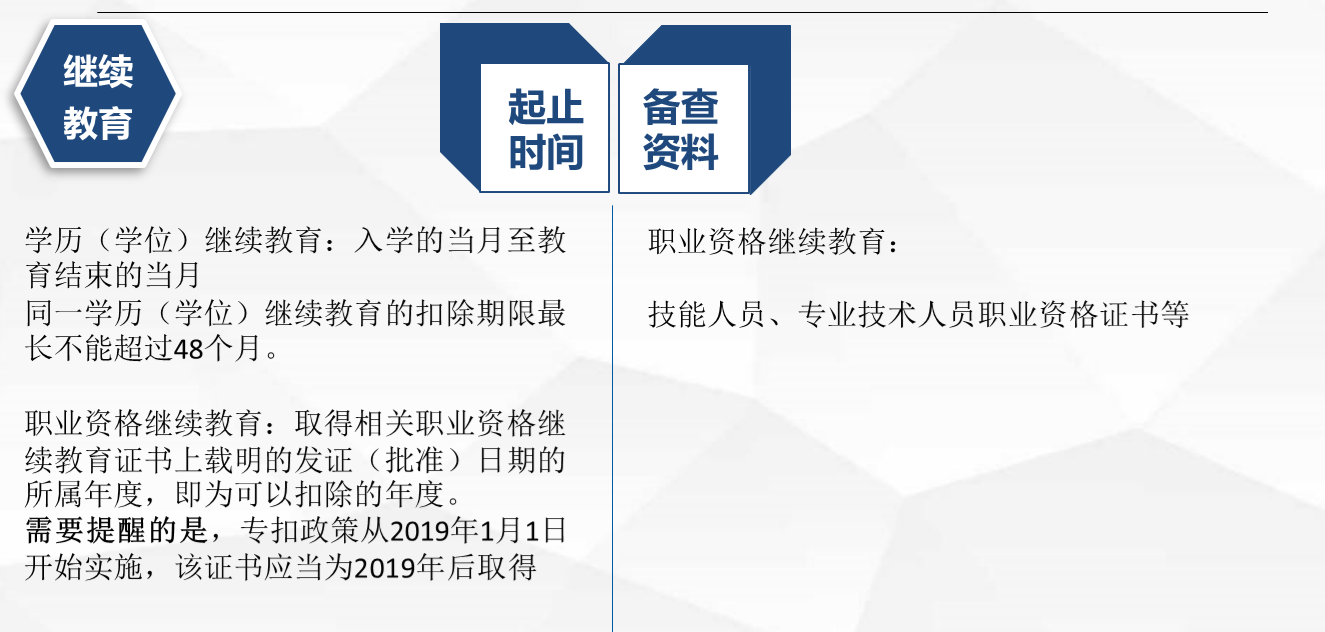 继续
教育
起止
时间
备查
资料
学历（学位）继续教育：入学的当月至教
育结束的当月
同一学历（学位）继续教育的扣除期限最
长不能超过48个月。
职业资格继续教育：取得相关职业资格继
续教育证书上载明的发证（批准）日期的
所属年度，即为可以扣除的年度。
需要提醒的是，专扣政策从2019年1月1日
开始实施，该证书应当为2019年后取得
职业资格继续教育：
技能人员、专业技术人员职业资格证书等